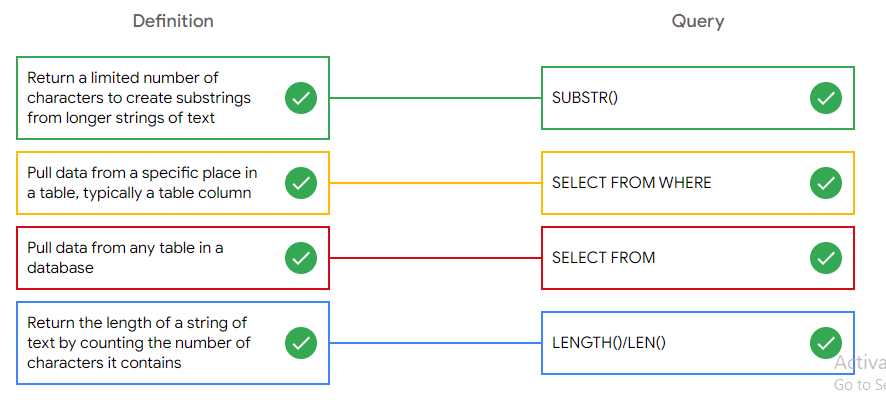 Definition
Query
Return a limited number of
characters to create substrings
from longer strings of text
SUBSTR()
Pull data from a specific place in
a table, typically a table column
SELECT FROM WHERE
Pull data from any table in a
database
SELECT FROM
Return the length of a string of
text by counting the number of
characters it contains
LENGTH()/LEN()
Activa
Go to Se